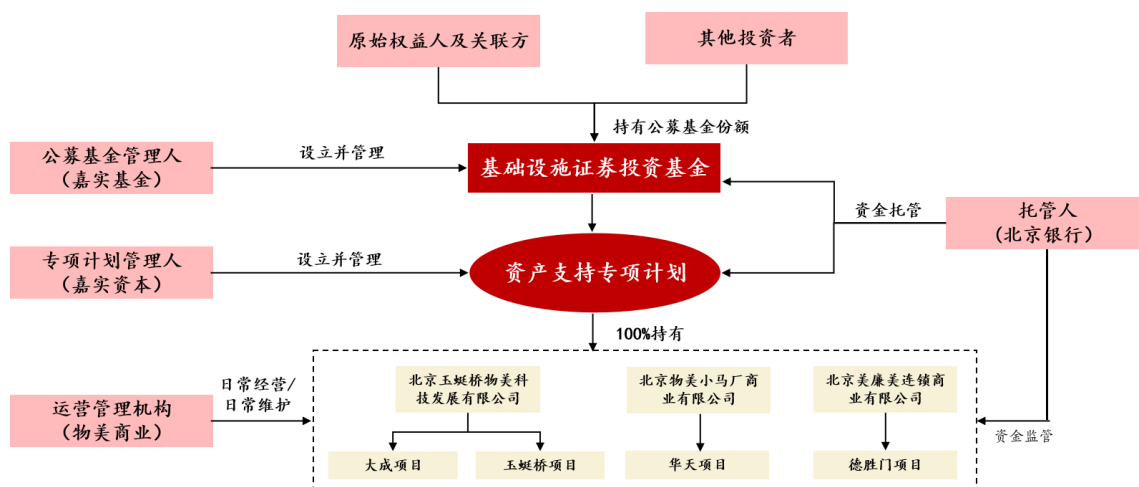 原始权益人及关联方
其他投资者
持有公募基金份额
公募基金管理人
（嘉实基金）
设立并管理
基础设施证券投资基金
资金托管
托管人
(北京银行)
专项计划管理人
（嘉实资本）
设立并管理
资产支持专项计划
100%持有
日常经营/
日常维护
运营管理机构
（物美商业）
北京玉蜓桥物美科
技发展有限公司
北京物美小马厂商
业有限公司
北京美廉美连锁商
业有限公司
资金监管
大成项目
玉蜓桥项目
华天项目
德胜门项目